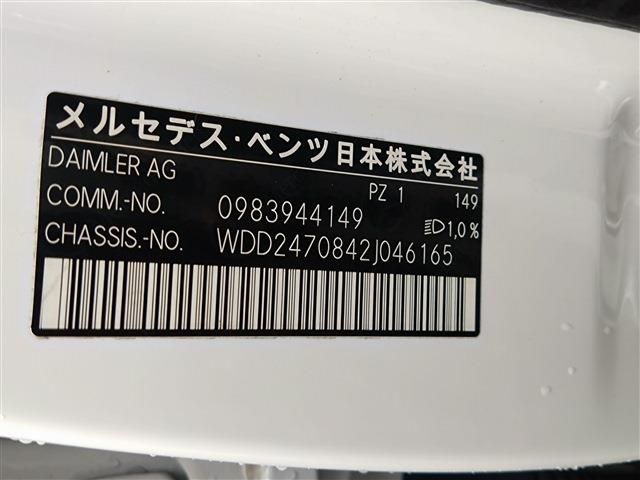 メルセデス・ベンツ日本株式会社
DAIMLER AG
PZ 1 149
COMM.-NO. 0983944149 1,0%
CHASSIS.-NO. WDD2470842J046165